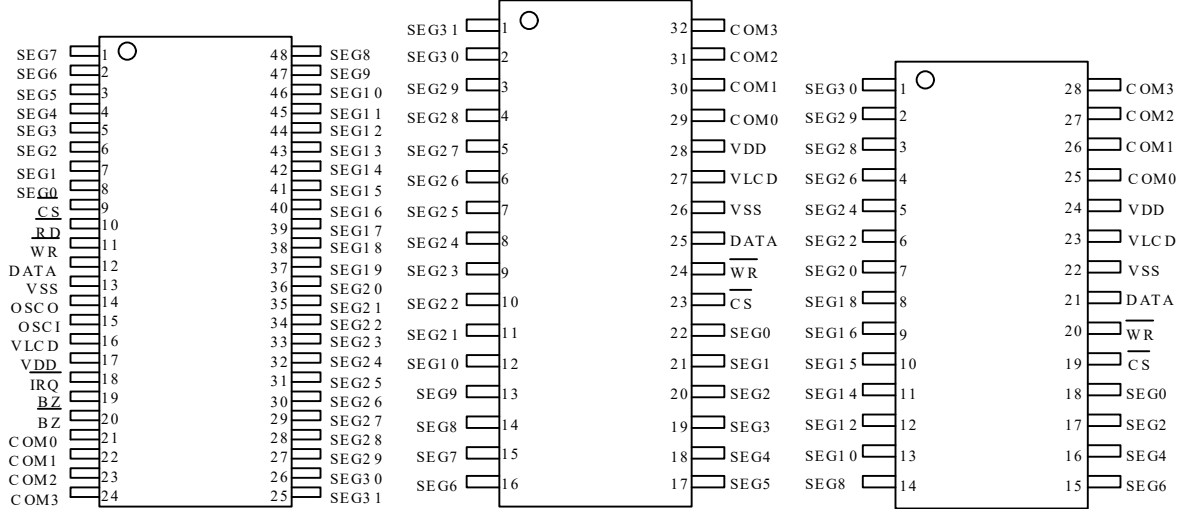 SEG7 1 48 SEG8
SEG6 2 47 SEG9
SEG5 3 46 SEG10
SEG4 4 45 SEG11
SEG3 5 44 SEG12
SEG2 6 43 SEG13
SEG1 7 42 SEG14
SEG0 8 41 SEG15
CS 9 40 SEG16
RD 10 39 SEG17
WR 11 38 SEG18
DATA 12 37 SEG19
VSS 13 36 SEG20
OSCO 14 35 SEG21
OSCI 15 34 SEG22
VLCD 16 33 SEG23
VDD 17 32 SEG24
IRQ 18 31 SEG25
BZ 19 30 SEG26
BZ 20 29 SEG27
COM0 21 28 SEG28
COM1 22 27 SEG29
COM2 23 26 SEG30
COM3 24 25 SEG31
SEG31 1 32 COM3
SEG30 2 31 COM2
SEG29 3 30 COM1
SEG28 4 29 COM0
SEG27 5 28 VDD
SEG26 6 27 VLCD
SEG25 7 26 VSS
SEG24 8 25 DATA
SEG23 9 24 WR
SEG22 10 23 CS
SEG21 11 22 SEG0
SEG10 12 21 SEG1
SEG9 13 20 SEG2
SEG8 14 19 SEG3
SEG7 15 18 SEG4
SEG6 16 17 SEG5
SEG30 1 28 COM3
SEG29 2 27 COM2
SEG28 3 26 COM1
SEG26 4 25 COM0
SEG24 5 24 VDD
SEG22 6 23 VLCD
SEG20 7 22 VSS
SEG18 8 21 DATA
SEG16 9 20 WR
SEG15 10 19 CS
SEG14 11 18 SEG0
SEG12 12 17 SEG2
SEG10 13 16 SEG4
SEG8 14 15 SEG6